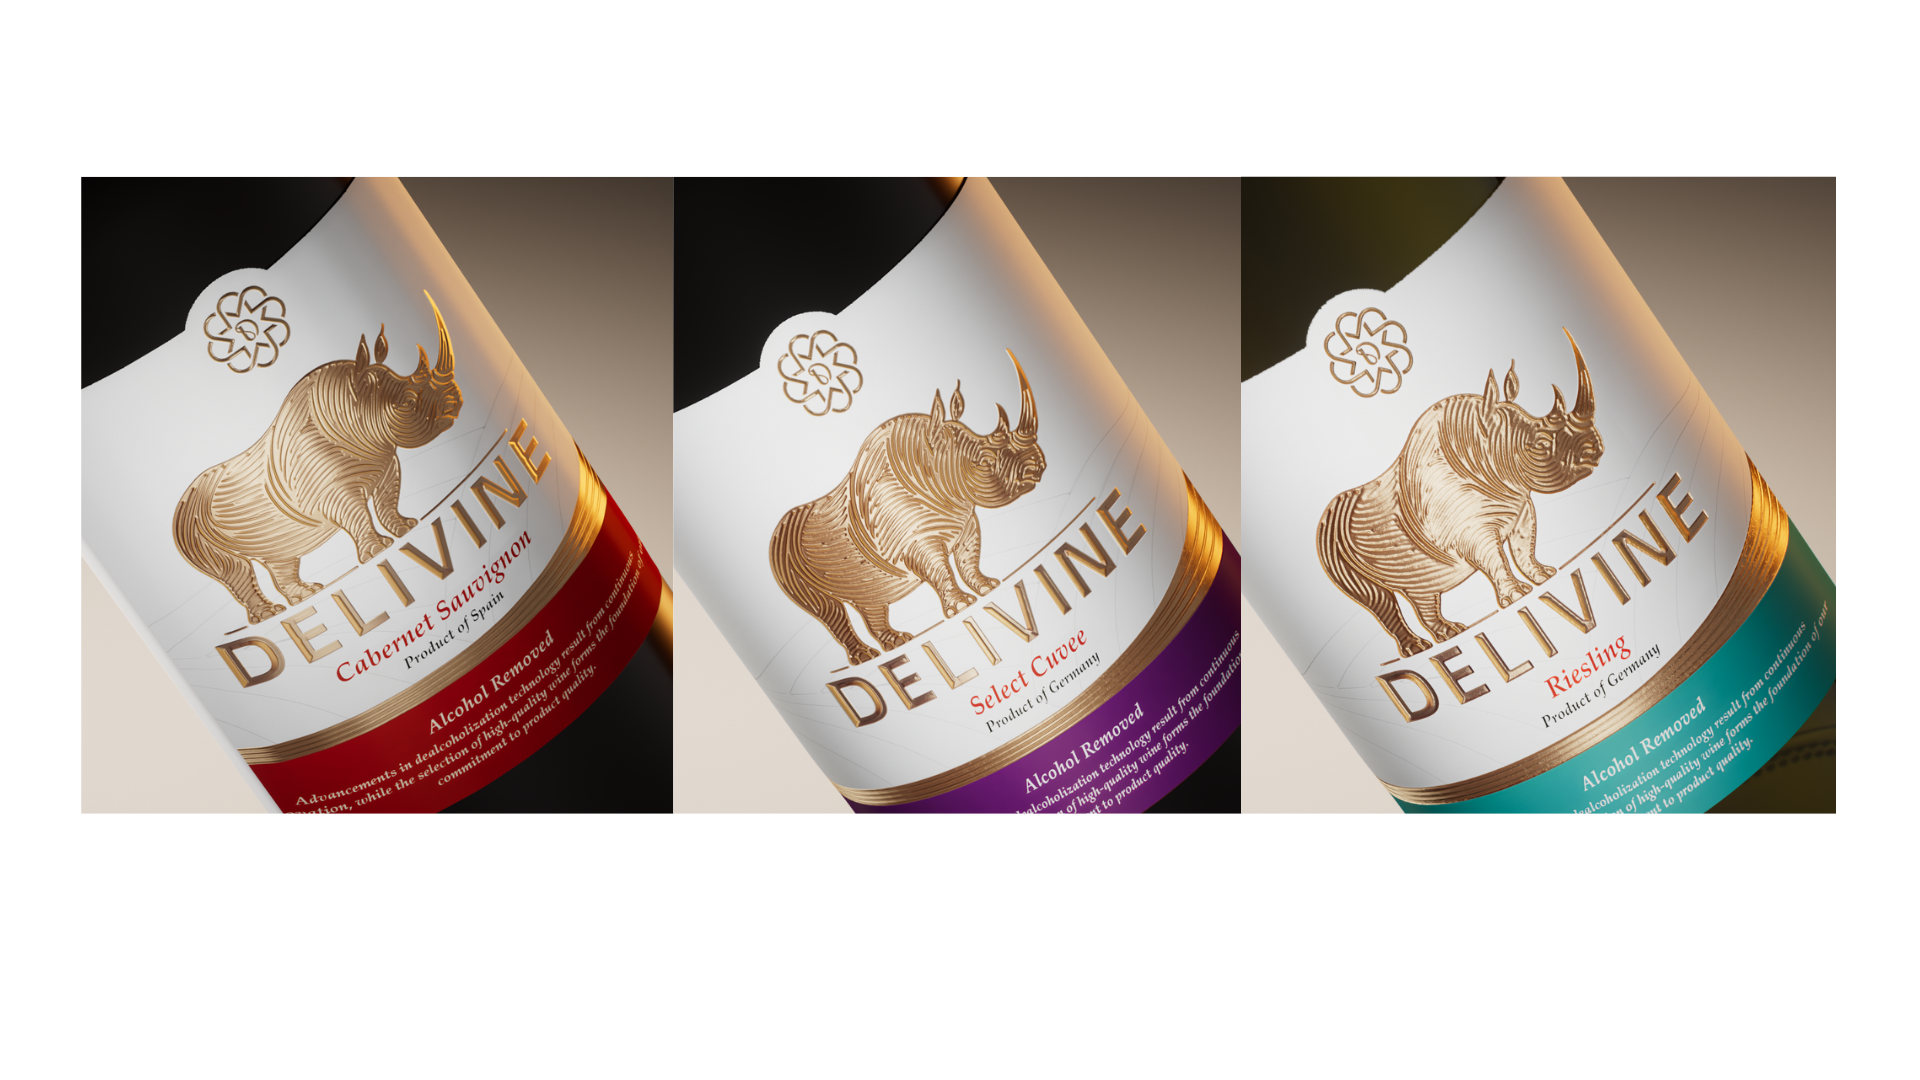 DELIVINE
Cabernet Sauvignon
Product of Spain
Alcohol Removed
Advancements in dealcoholization technology result from continuous
while the selection of high-quality wine forms the foundation of
commitment to product quality.
DELIVINE
Select Cuvee
Product of Germany
Alcohol Removed
technology result from continuous
of high-quality wine forms the foundation
to product quality.
DELIVINE
Riesling
Product of Germany
Alcohol Removed
technology result from continuous
of high-quality wine forms the foundation of our
to product quality.